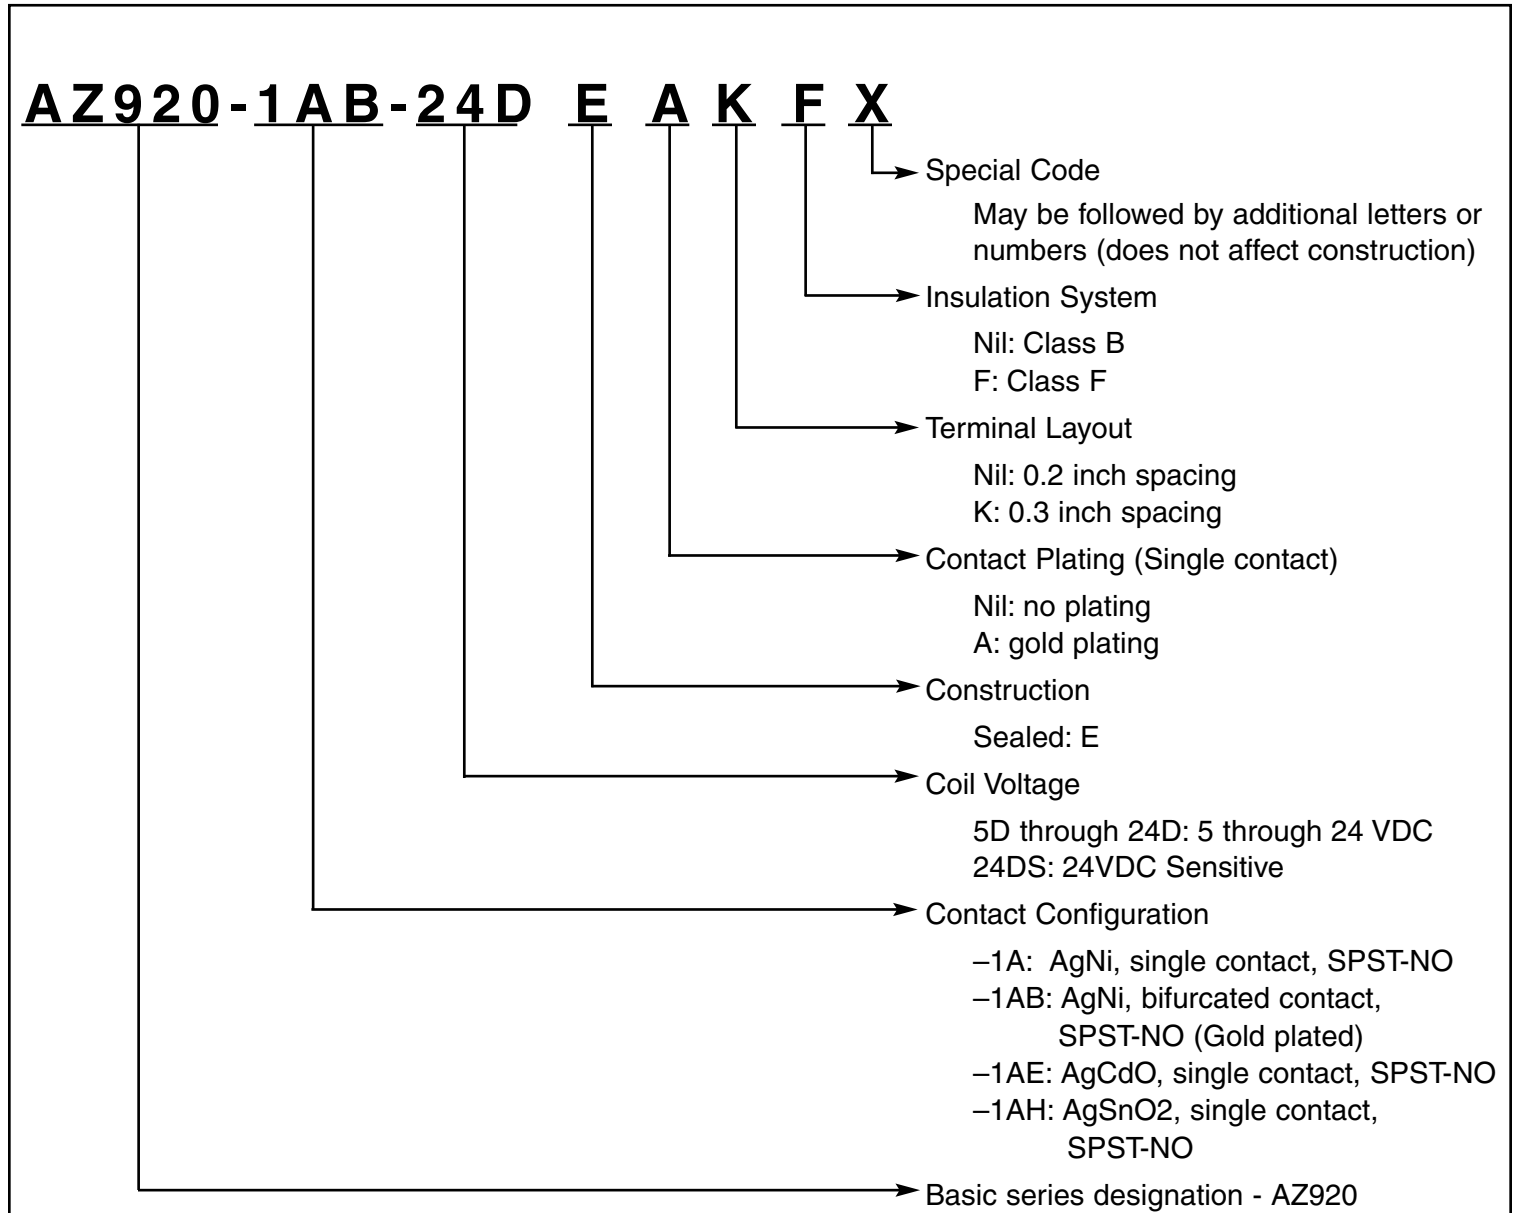 AZ920-1AB-24D E A K F X
Special Code
May be followed by additional letters or
numbers (does not affect construction)
Insulation System
Nil: Class B
F: Class F
Terminal Layout
Nil: 0.2 inch spacing
K: 0.3 inch spacing
Contact Plating (Single contact)
Nil: no plating
A: gold plating
Construction
Sealed: E
Coil Voltage
5D through 24D: 5 through 24 VDC
24DS: 24VDC Sensitive
Contact Configuration
–1A: AgNi, single contact, SPST-NO
–1AB: AgNi, bifurcated contact,
SPST-NO (Gold plated)
–1AE: AgCdO, single contact, SPST-NO
–1AH: AgSnO2, single contact,
SPST-NO
Basic series designation - AZ920